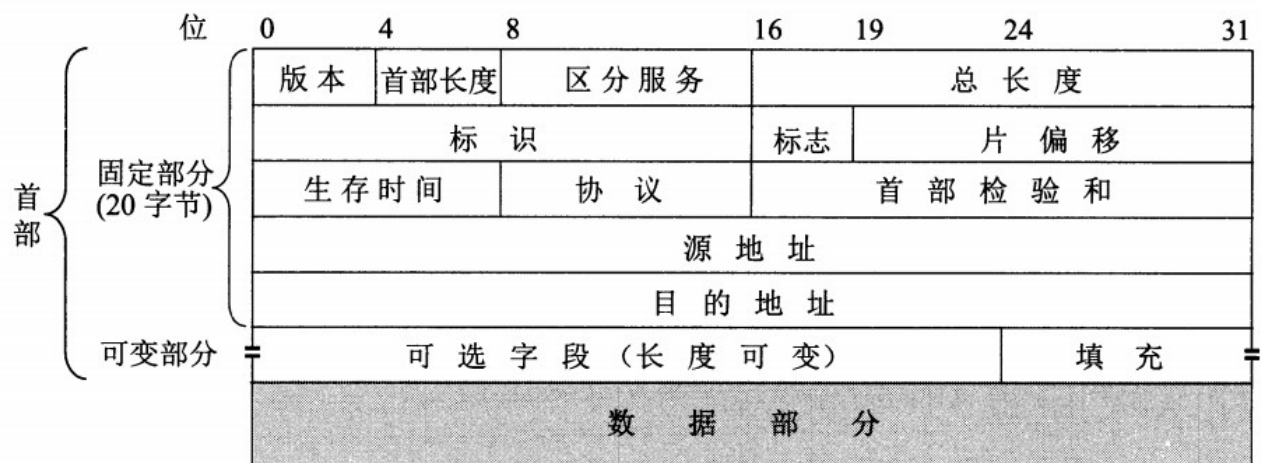 位 0 4 8 16 19 24 31
版本 首部长度 区分服务 总长度
标识 标志 片偏移
首部 固定部分 (20 字节) 生存时间 协议 首部检验和
源地址
目的地址
可变部分 可选字段（长度可变） 填充
数据部分